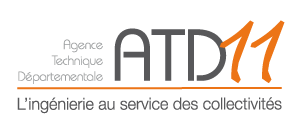 Agence
Technique
Départementale
ATD11
L'ingénierie au service des collectivités